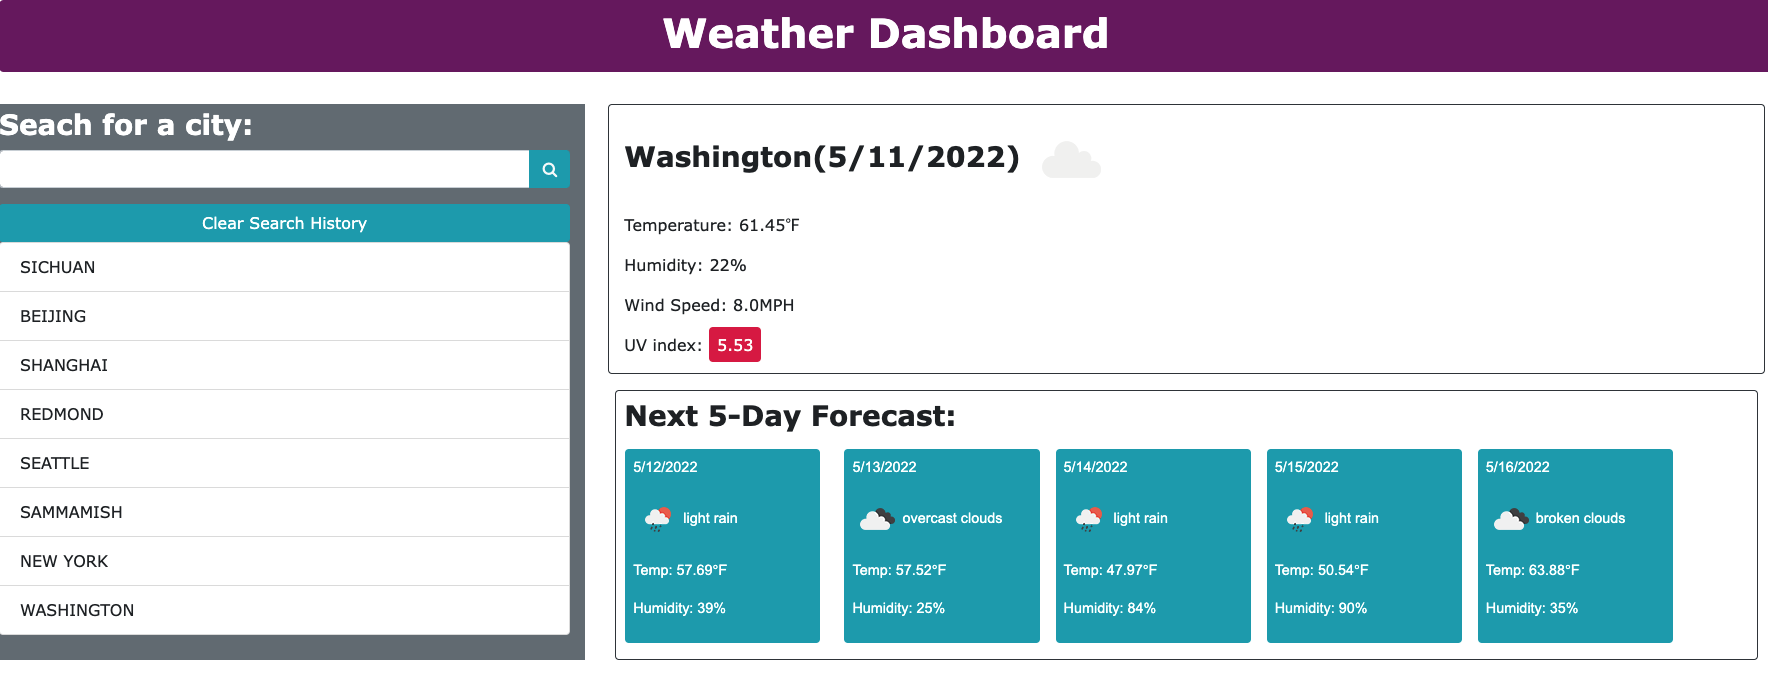 Weather Dashboard
Seach for a city:
Clear Search History
SICHUAN
BEIJING
SHANGHAI
REDMOND
SEATTLE
SAMMAMISH
NEW YORK
WASHINGTON
Washington(5/11/2022)
Temperature: 61.45°F
Humidity: 22%
Wind Speed: 8.0MPH
UV index: 5.53
Next 5-Day Forecast:
5/12/2022
light rain
Temp: 57.69°F
Humidity: 39%
5/13/2022
overcast clouds
Temp: 57.52°F
Humidity: 25%
5/14/2022
light rain
Temp: 47.97°F
Humidity: 84%
5/15/2022
light rain
Temp: 50.54°F
Humidity: 90%
5/16/2022
broken clouds
Temp: 63.88°F
Humidity: 35%